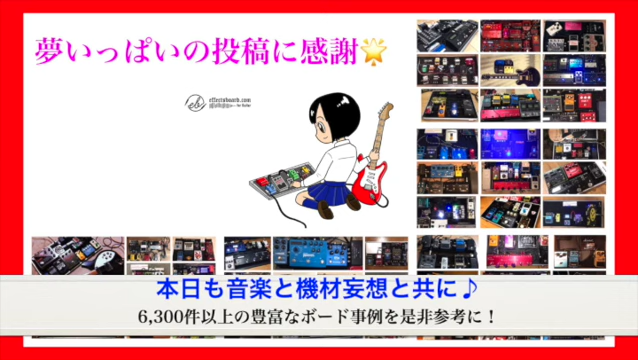 夢いっぱいの投稿に感謝🌟
effectsboard.com
本日も音楽と機材妄想と共に♪
6,300件以上の豊富なボード事例を是非参考に！